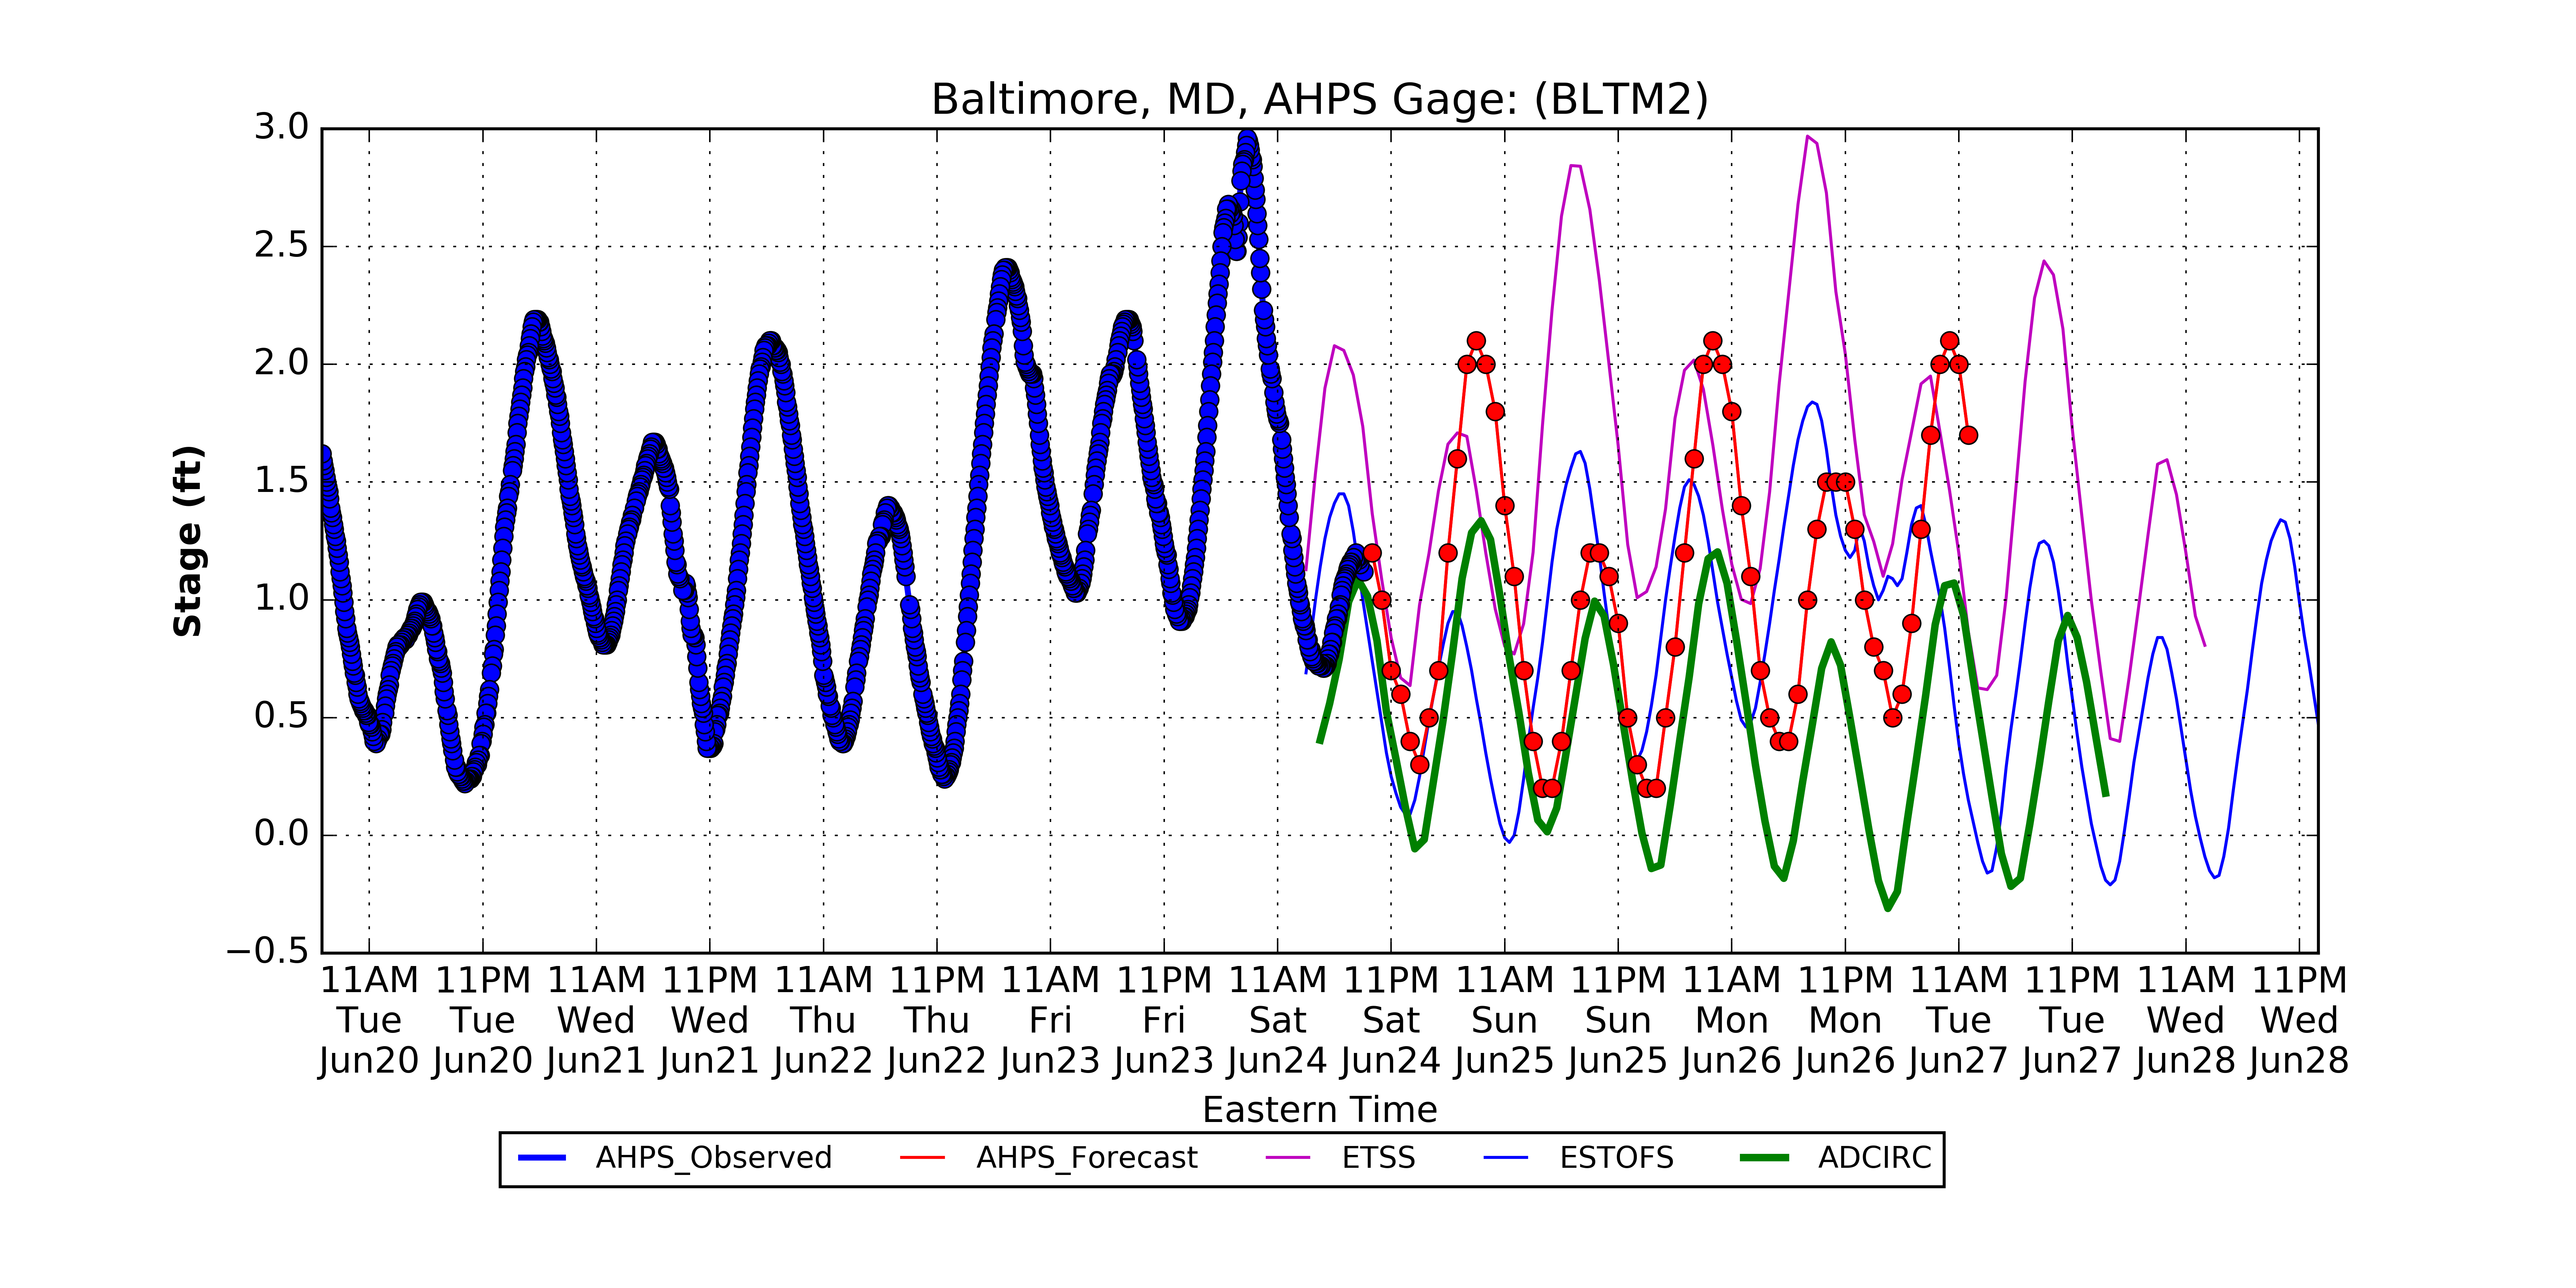 Baltimore, MD, AHPS Gage: (BLTM2)
3.0
2.5
2.0
1.5
1.0
0.5
0.0
−0.5
Stage (ft)
11AM 11PM 11AM 11PM 11AM 11PM 11AM 11PM 11AM 11PM 11AM 11PM 11AM 11PM 11AM 11PM 11AM 11PM
Tue Tue Wed Wed Thu Thu Fri Fri Sat Sat Sun Sun Mon Mon Tue Tue Wed Wed
Jun20 Jun20 Jun21 Jun21 Jun22 Jun22 Jun23 Jun23 Jun24 Jun24 Jun25 Jun25 Jun26 Jun26 Jun27 Jun27 Jun28 Jun28
Eastern Time
AHPS_Observed AHPS_Forecast ETSS ESTOFS ADCIRC